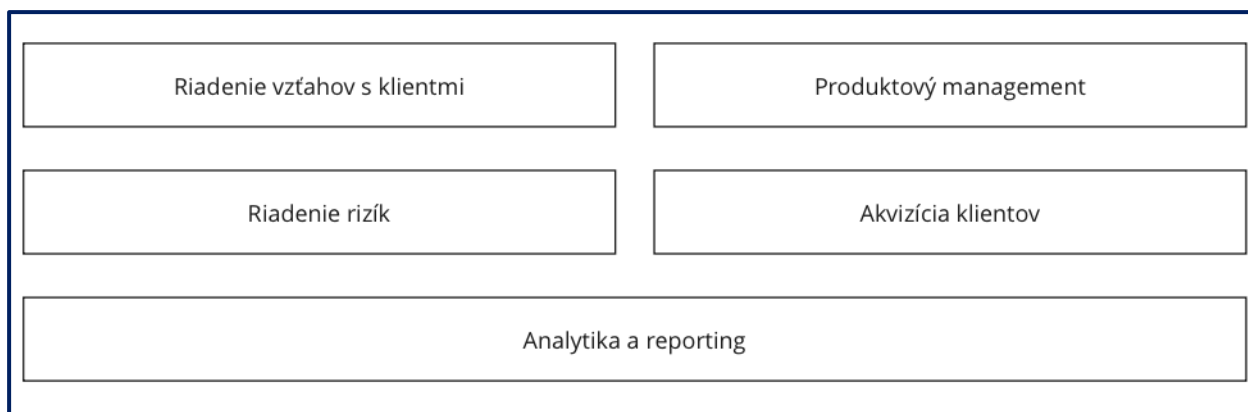 Riadenie vzťahov s klientmi
Produktový management
Riadenie rizík
Akvizícia klientov
Analytika a reporting